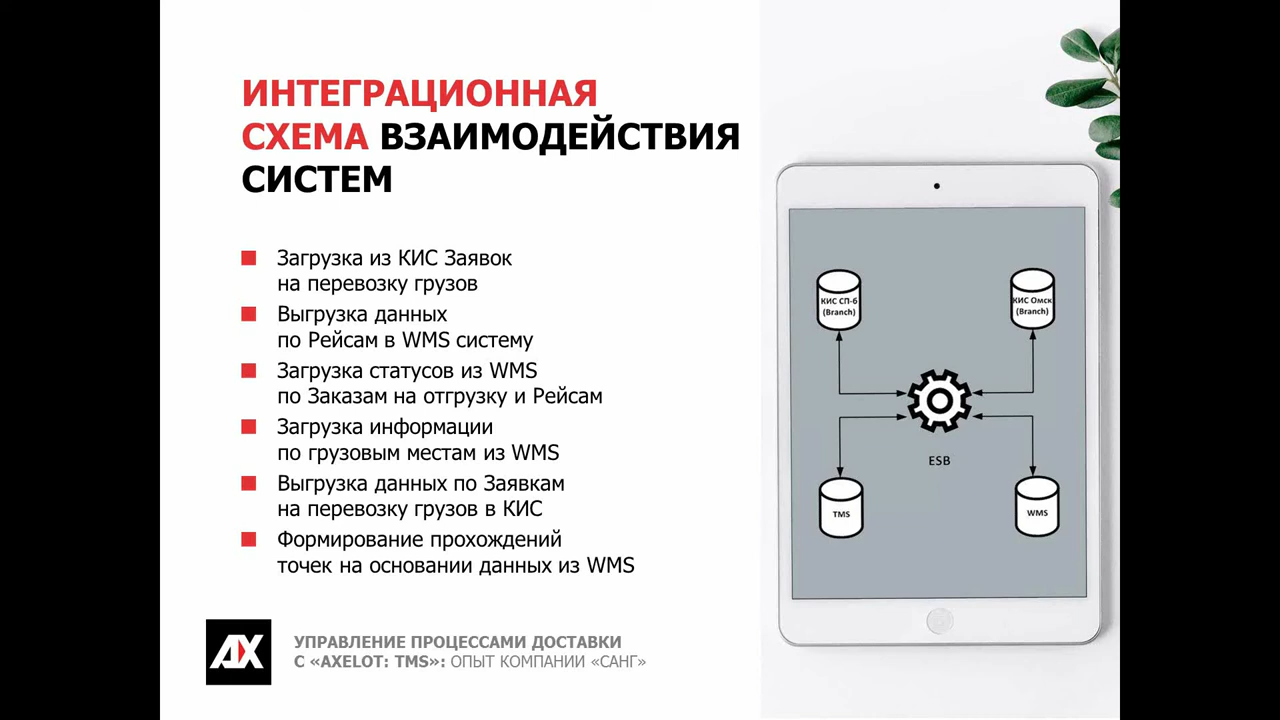 ИНТЕГРАЦИОННАЯ
СХЕМА ВЗАИМОДЕЙСТВИЯ
СИСТЕМ
Загрузка из КИС Заявок
на перевозку грузов
Выгрузка данных
по Рейсам в WMS систему
Загрузка статусов из WMS
по Заказам на отгрузку и Рейсам
Загрузка информации
по грузовым местам из WMS
Выгрузка данных по Заявкам
на перевозку грузов в КИС
Формирование прохождений
точек на основании данных из WMS
КИС СП-б
(Branch)
КИС Омск
(Branch)
ESB
TMS
WMS
AX
УПРАВЛЕНИЕ ПРОЦЕССАМИ ДОСТАВКИ
С «AXELOT: TMS»: ОПЫТ КОМПАНИИ «САНГ»